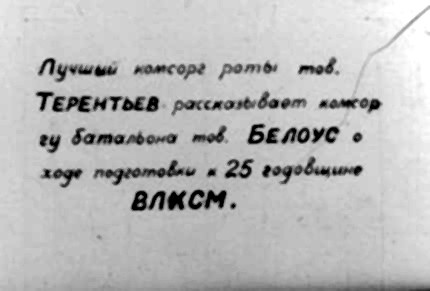 Лучший комсорг роты тов.
ТЕРЕНТЬЕВ рассказывает комсор
гу батальона тов. БЕЛОУС о
ходе подготовки к 25 годовщине
ВЛКСМ.